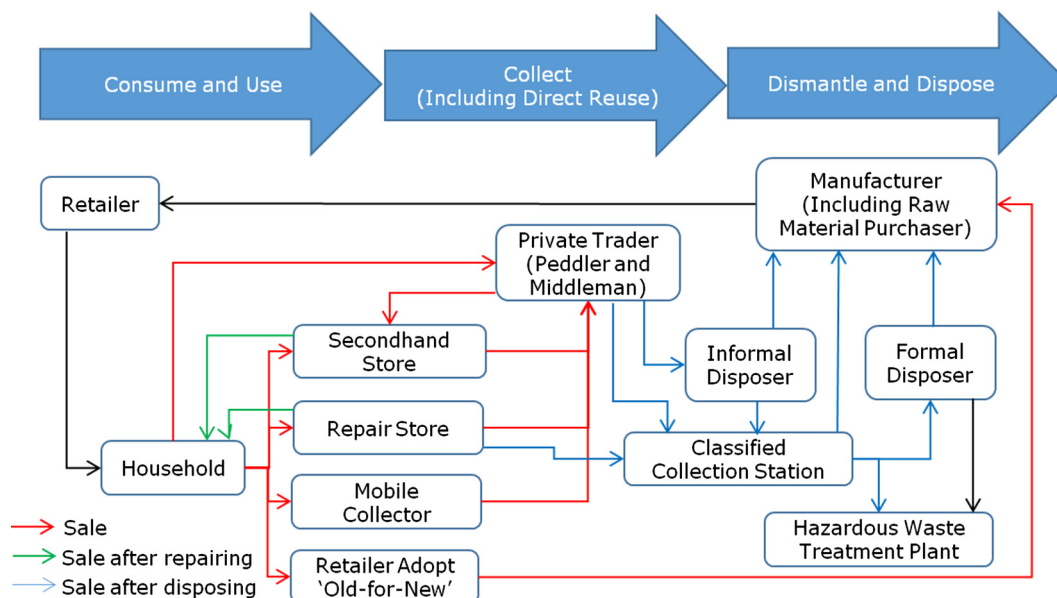 Consume and Use
Collect
(Including Direct Reuse)
Dismantle and Dispose
Retailer
Manufacturer
(Including Raw
Material Purchaser)
Private Trader
(Peddler and
Middleman)
Secondhand
Store
Informal
Disposer
Formal
Disposer
Repair Store
Household
Classified
Collection Station
Mobile
Collector
Hazardous Waste
Treatment Plant
Retailer Adopt
‘Old-for-New’
Sale
Sale after repairing
Sale after disposing